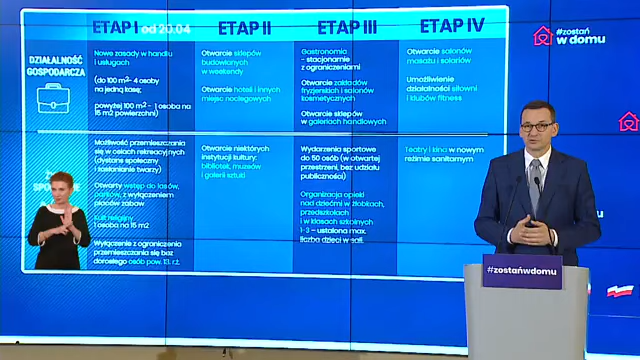 ETAP I od 20.04
ETAP II
ETAP III
ETAP IV
DZIAŁALNOŚĆ
GOSPODARCZA
Nowe zasady w handlu
i usługach
(do 100 m²- 4 osoby
na jedną kasę;
powyżej 100 m² - 1 osoba na
15 m2 powierzchni)
Otwarcie sklepów
budowlanych
w weekendy
Otwarcie hoteli i innych
miejsc noclegowych
Gastronomia
- stacjonarnie
z ograniczeniami
Otwarcie zakładów
fryzjerskich i salonów
kosmetycznych
Otwarcie sklepów
w galeriach handlowych
Otwarcie salonów
masażu i solariów
Umożliwienie
działalności siłowni
i klubów fitness
Możliwość przemieszczania
się w celach rekreacyjnych
(dystans społeczny
i zasłanianie twarzy)
Otwarty wstęp do lasów,
parków, z wyłączeniem
placów zabaw
Kult religijny
1 osoba na 15 m2
Wyłączenie z ograniczenia
przemieszczania się bez
dorosłego osób pow. 13. r.ż.
Otwarcie niektórych
instytucji kultury:
bibliotek, muzeów
i galerii sztuki
Wydarzenia sportowe
do 50 osób (w otwartej
przestrzeni, bez udziału
publiczności)
Organizacja opieki
nad dziećmi w żłobkach,
przedszkolach
i w klasach szkolnych
1-3 - ustalona max.
liczba dzieci w sali
Teatry i kina w nowym
reżimie sanitarnym
#zostań
w domu
#zostańwdomu